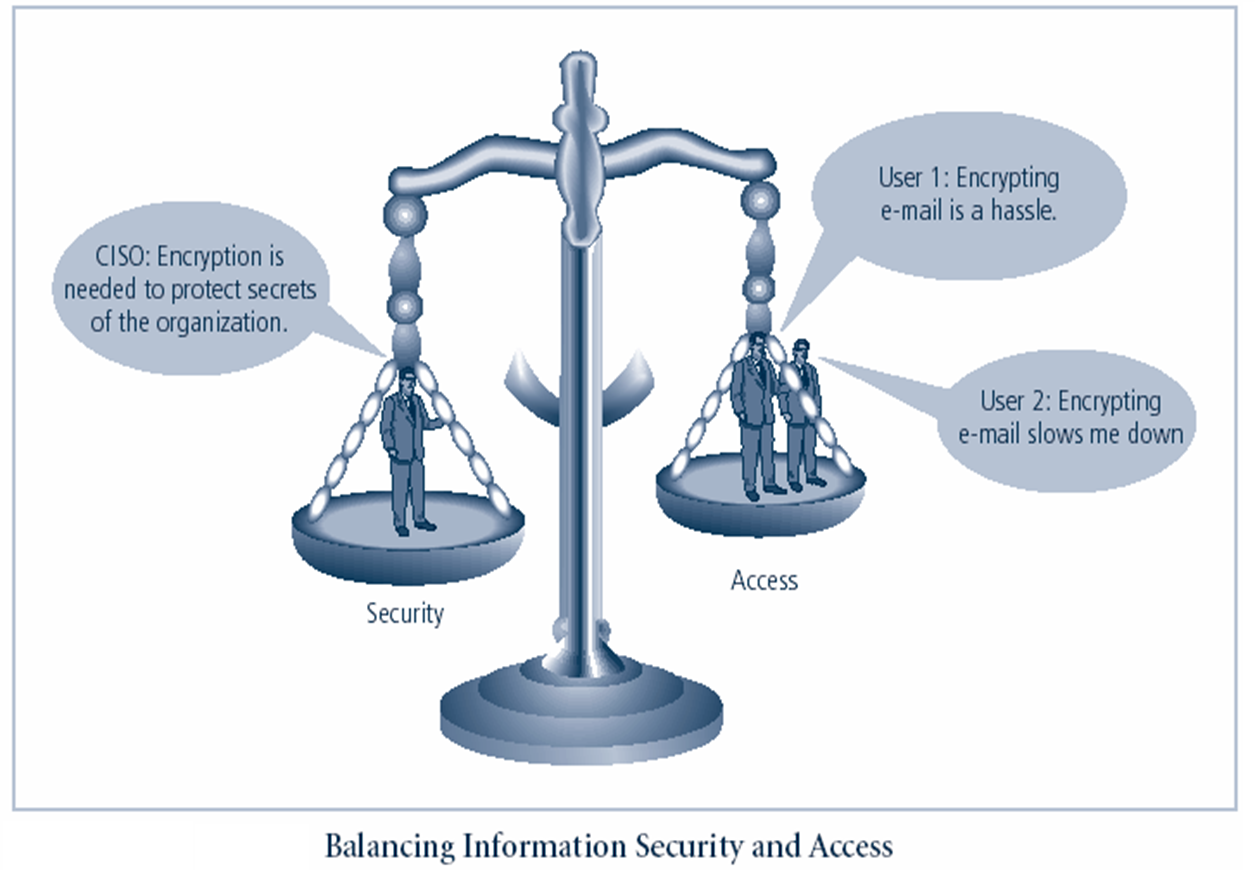 CISO: Encryption is
needed to protect secrets
of the organization.
User 1: Encrypting
e-mail is a hassle.
User 2: Encrypting
e-mail slows me down
Security
Access
Balancing Information Security and Access